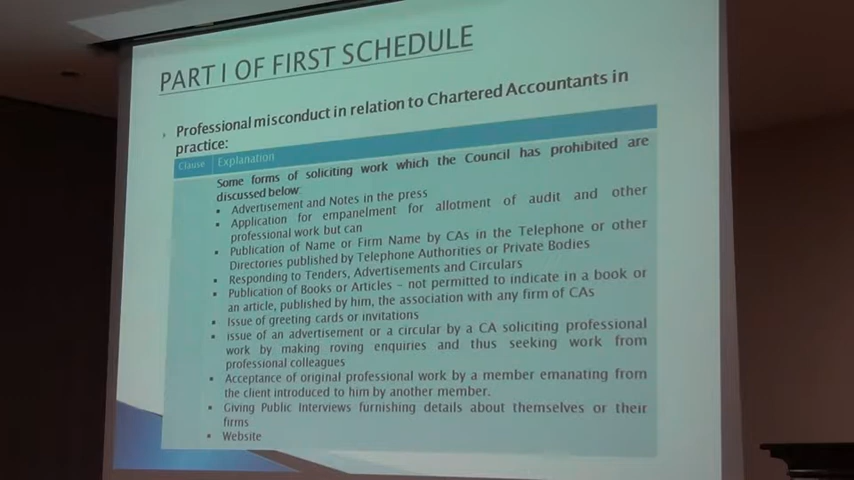 PART I OF FIRST SCHEDULE
Professional misconduct in relation to Chartered Accountants in
practice:
Clause Explanation
Some forms of soliciting work which the Council has prohibited are
discussed below:
▪ Advertisement and Notes in the press
▪ Application for empanelment for allotment of audit and other
professional work but can
▪ Publication of Name or Firm Name by CAs in the Telephone or other
Directories published by Telephone Authorities or Private Bodies
▪ Responding to Tenders, Advertisements and Circulars
▪ Publication of Books or Articles – not permitted to indicate in a book or
an article, published by him, the association with any firm of CAs
▪ Issue of greeting cards or invitations
▪ issue of an advertisement or a circular by a CA soliciting professional
work by making roving enquiries and thus seeking work from
professional colleagues
▪ Acceptance of original professional work by a member emanating from
the client introduced to him by another member.
▪ Giving Public Interviews furnishing details about themselves or their
firms
▪ Website